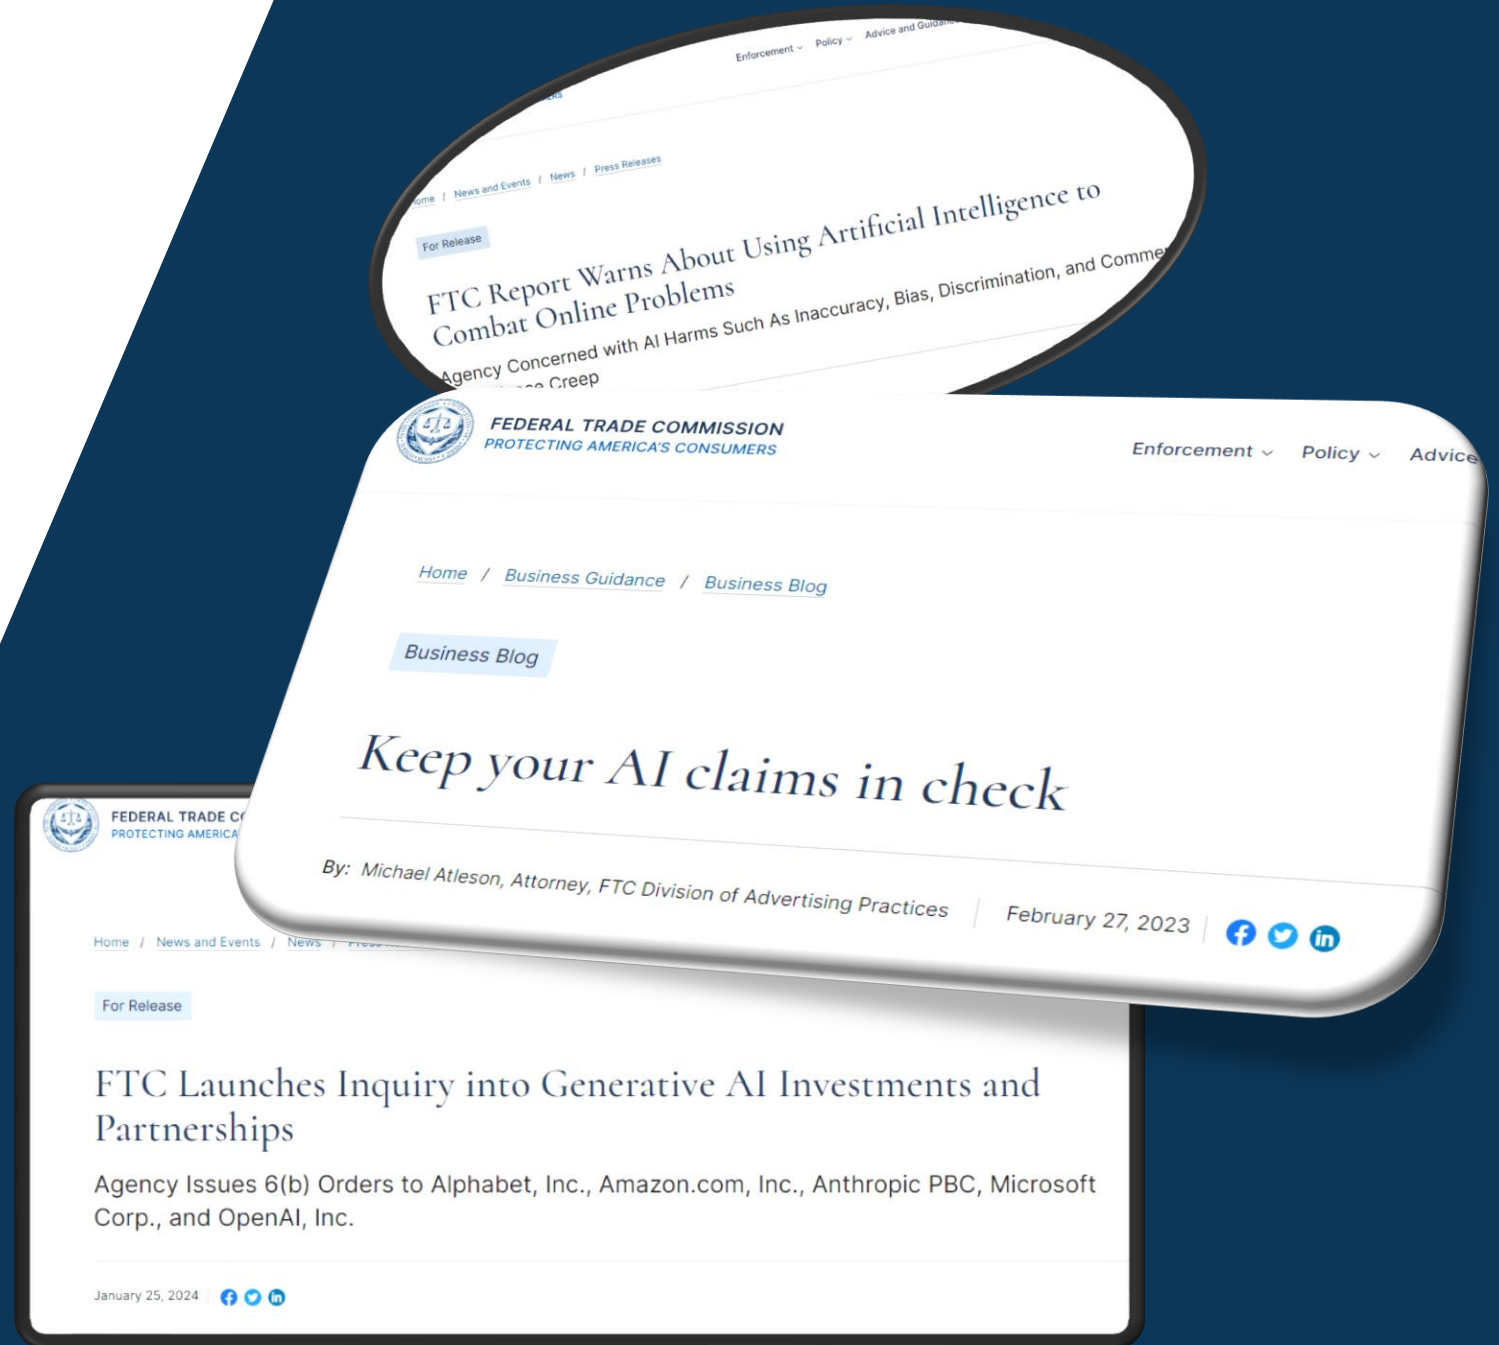 Enforcement Policy Advice and
Home / News and Events / News / Press Releases
For Release
FTC Report Warns About Using Artificial Intelligence to
Combat Online Problems
Agency Concerned with AI Harms Such As Inaccuracy, Bias, Discrimination, and
Creep
FEDERAL TRADE COMMISSION
PROTECTING AMERICA'S CONSUMERS
Enforcement Policy Advice
Home / Business Guidance / Business Blog
Business Blog
Keep your AI claims in check
By: Michael Atleson, Attorney, FTC Division of Advertising Practices
February 27, 2023
FEDERAL TRADE
PROTECTING
Home / News and Events / News /
For Release
FTC Launches Inquiry into Generative AI Investments and
Partnerships
Agency Issues 6(b) Orders to Alphabet, Inc., Amazon.com, Inc., Anthropic PBC, Microsoft
Corp., and OpenAI, Inc.
January 25, 2024